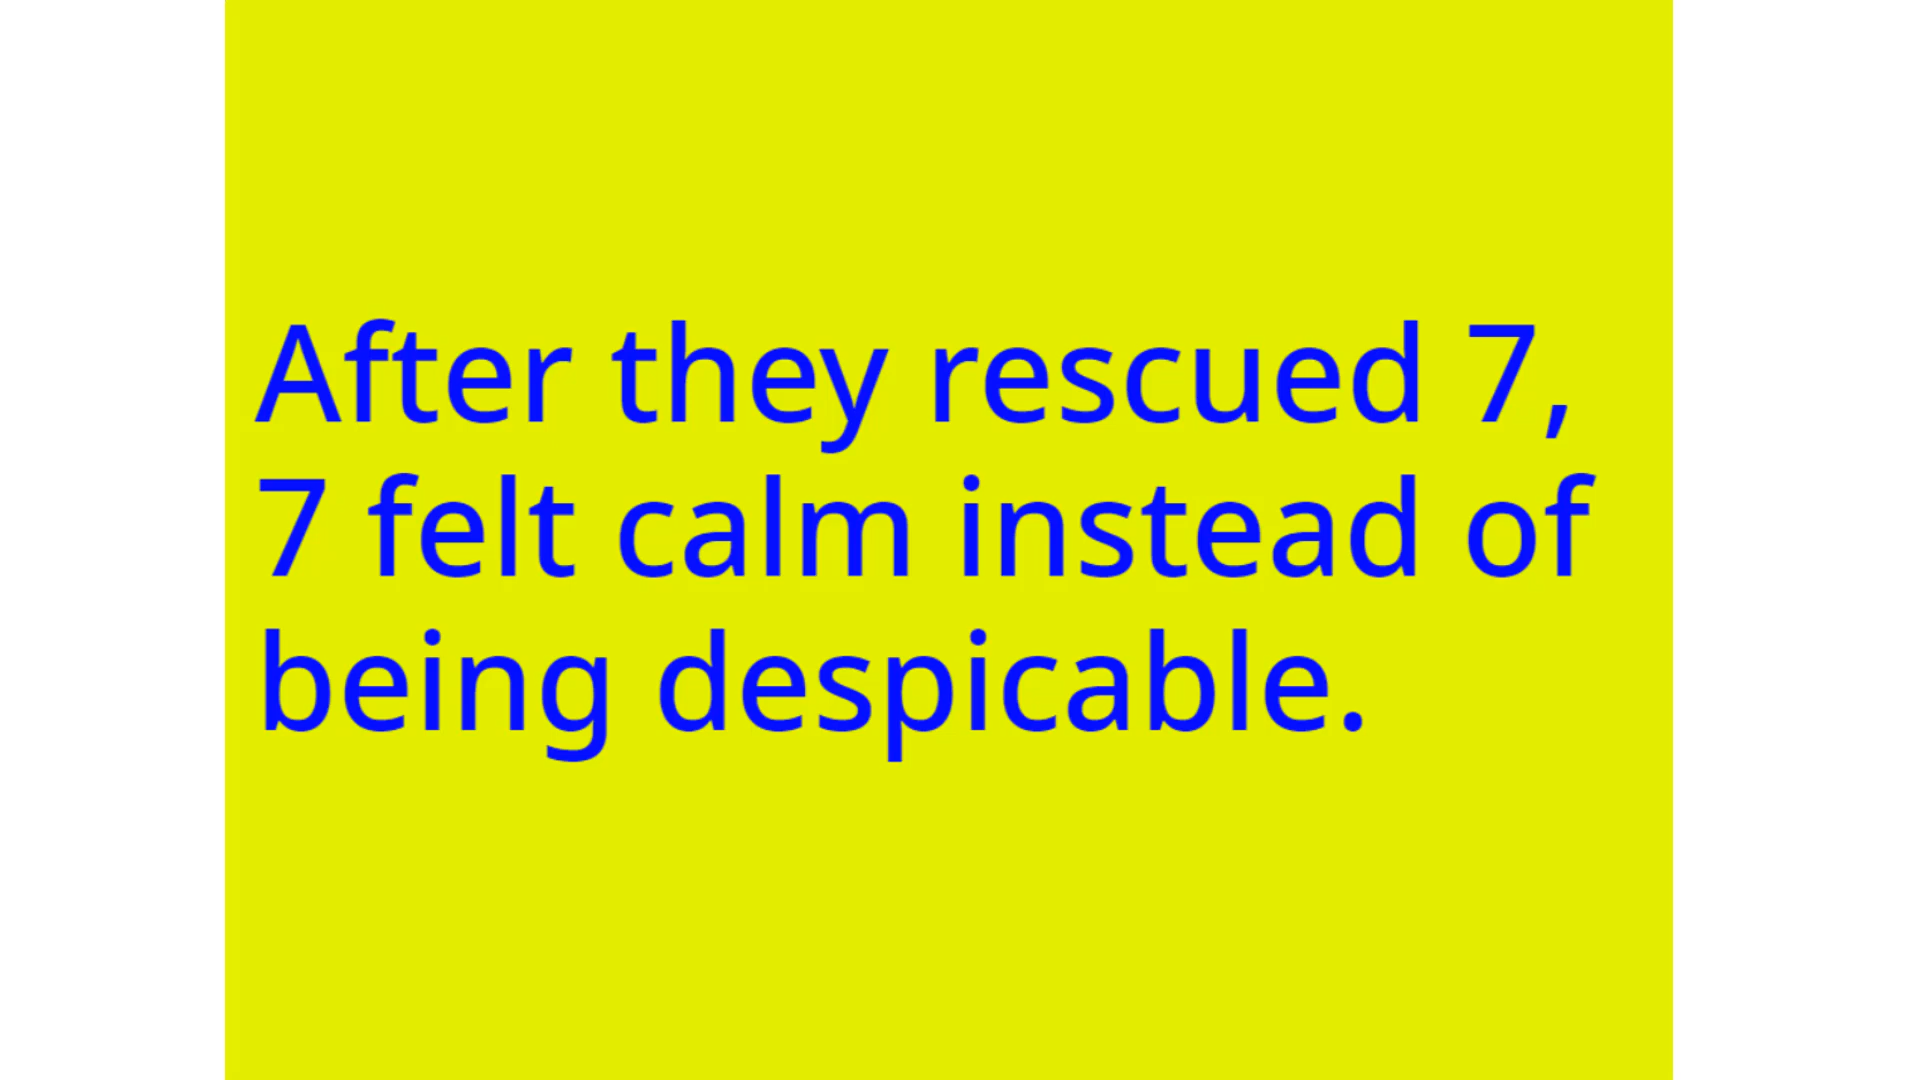 After they rescued 7,
7 felt calm instead of
being despicable.